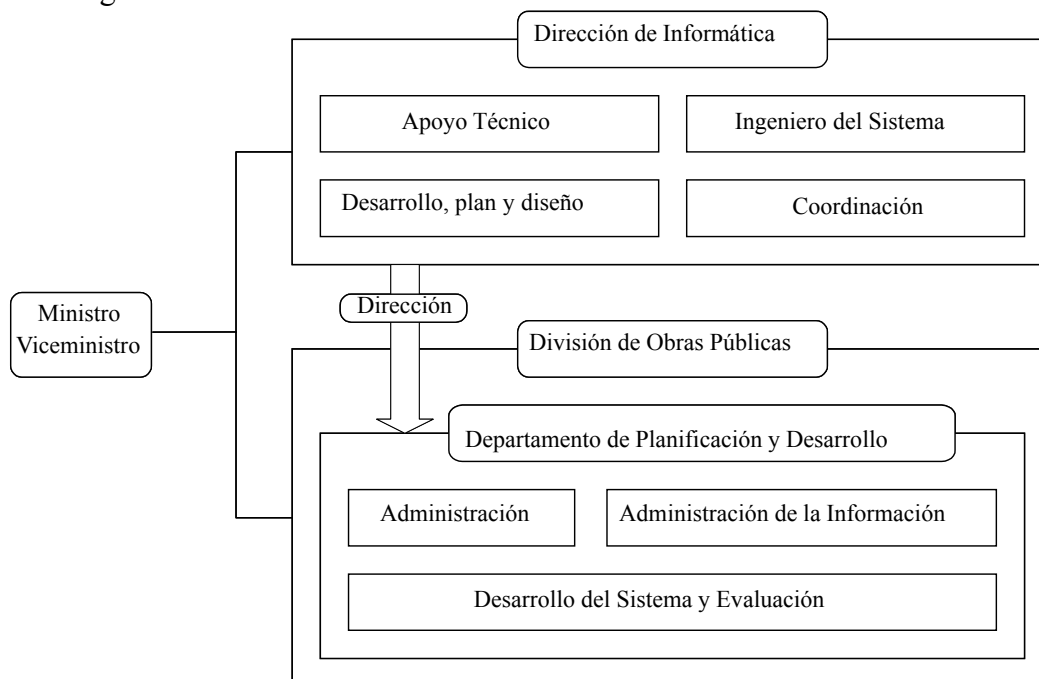 Dirección de Informática
Apoyo Técnico
Ingeniero del Sistema
Desarrollo, plan y diseño
Coordinación
Dirección
Ministro
Viceministro
División de Obras Públicas
Departamento de Planificación y Desarrollo
Administración
Administración de la Información
Desarrollo del Sistema y Evaluación